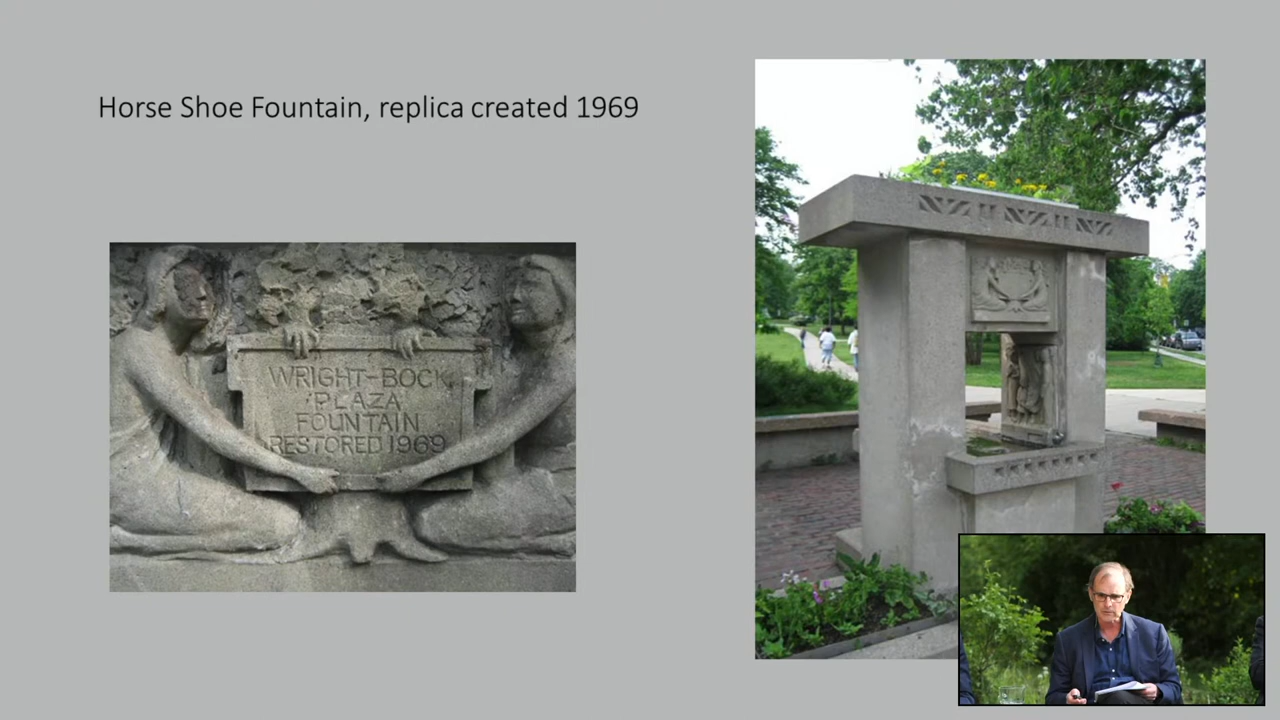 Horse Shoe Fountain, replica created 1969
WRIGHT-BOCK
PLAZA
FOUNTAIN
RESTORED 1969